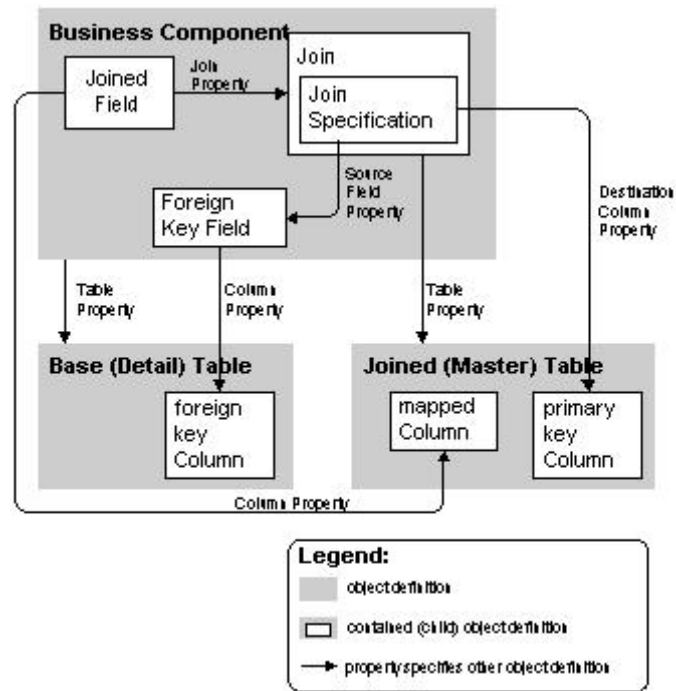 Business Component
Joined
Field
Join
Property
Join
Join
Specification
Source
Field
Property
Foreign
Key Field
Destination
Column
Property
Table
Property
Column
Property
Table
Property
Base (Detail) Table
foreign
key
Column
Joined (Master) Table
mapped
Column
primary
key
Column
Column Property
Legend:
object definition
contained (child) object definition
property specifies other object definition